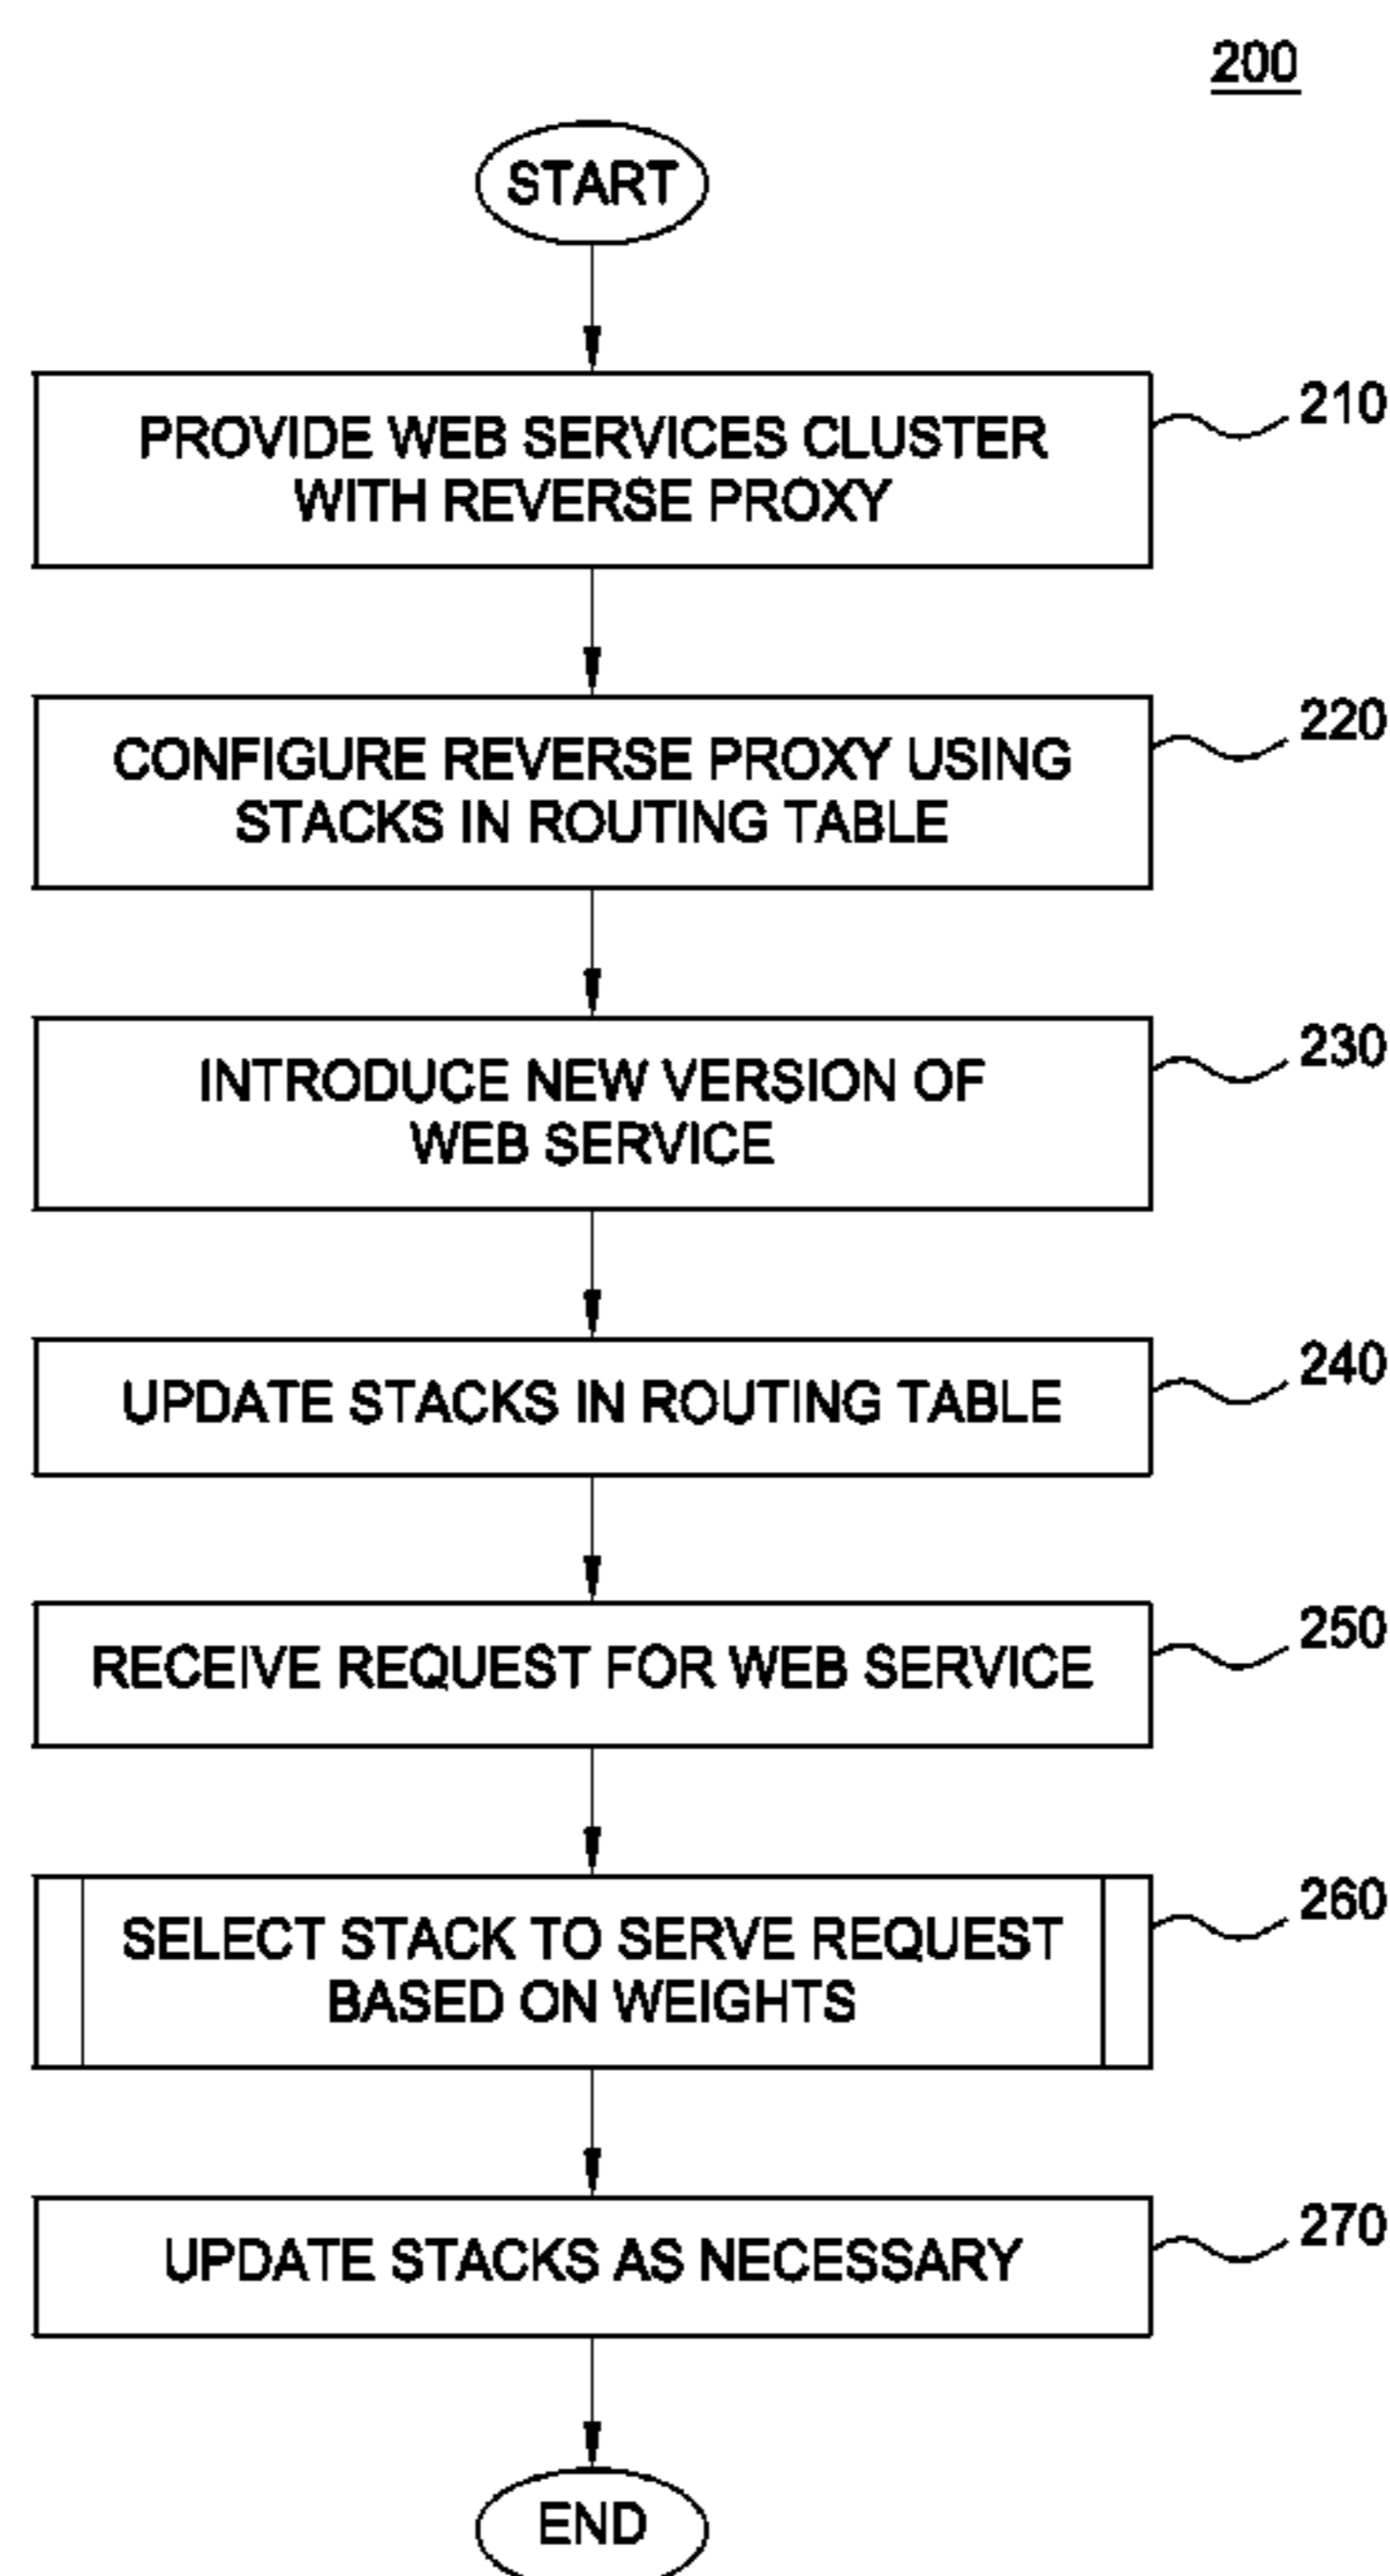 200
START
PROVIDE WEB SERVICES CLUSTER
WITH REVERSE PROXY
210
CONFIGURE REVERSE PROXY USING
STACKS IN ROUTING TABLE
220
INTRODUCE NEW VERSION OF
WEB SERVICE
230
UPDATE STACKS IN ROUTING TABLE
240
RECEIVE REQUEST FOR WEB SERVICE
250
SELECT STACK TO SERVE REQUEST
BASED ON WEIGHTS
260
UPDATE STACKS AS NECESSARY
270
END